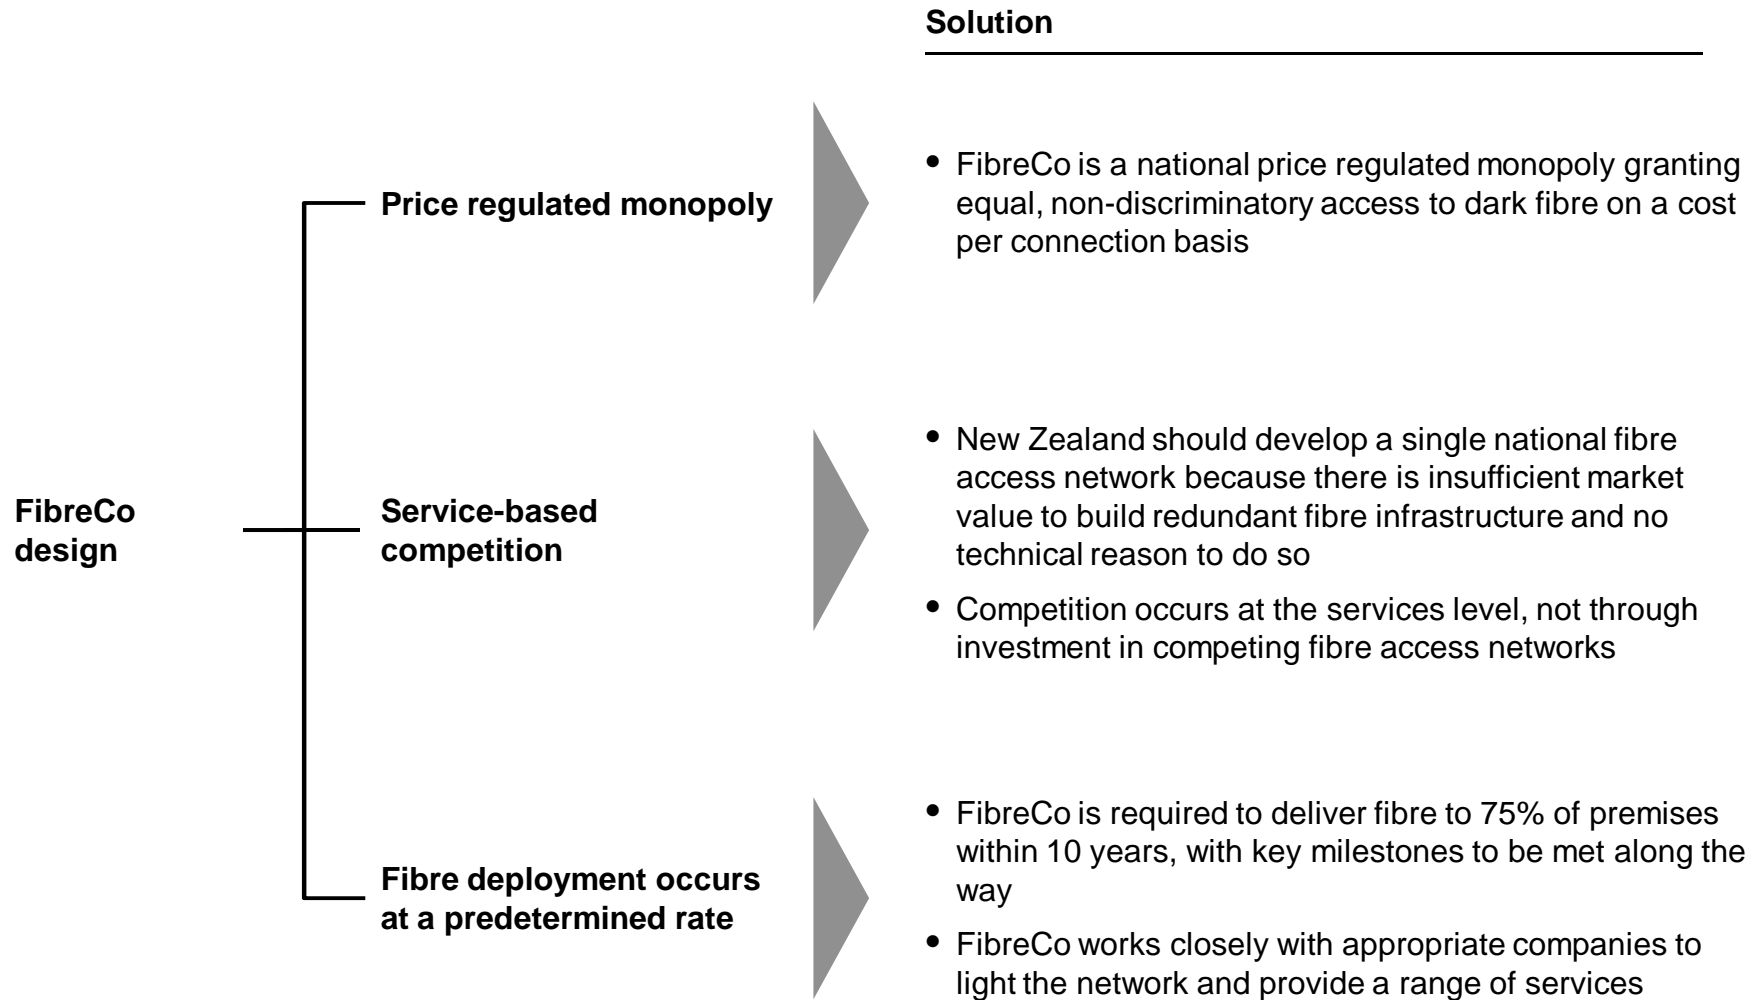 Solution
Price regulated monopoly
• FibreCo is a national price regulated monopoly granting
equal, non-discriminatory access to dark fibre on a cost
per connection basis
FibreCo
design
Service-based
competition
• New Zealand should develop a single national fibre
access network because there is insufficient market
value to build redundant fibre infrastructure and no
technical reason to do so
• Competition occurs at the services level, not through
investment in competing fibre access networks
Fibre deployment occurs
at a predetermined rate
• FibreCo is required to deliver fibre to 75% of premises
within 10 years, with key milestones to be met along the
way
• FibreCo works closely with appropriate companies to
light the network and provide a range of services